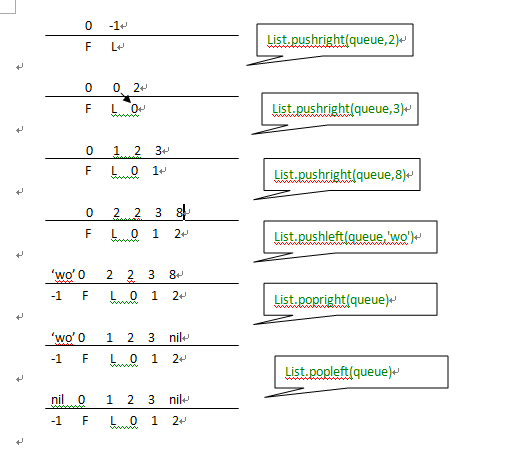 0 -1
List.pushright(queue,2)
F L
0 0 2
List.pushright(queue,3)
F L 0
0 1 2 3
List.pushright(queue,8)
F L 0 1
0 2 2 3 8
List.pushleft(queue,'wo')
F L 0 1 2
‘wo’ 0 2 2 3 8
List.popright(queue)
-1 F L 0 1 2
‘wo’ 0 1 2 3 nil
-1 F L 0 1 2
List.popleft(queue)
nil 0 1 2 3 nil
-1 F L 0 1 2